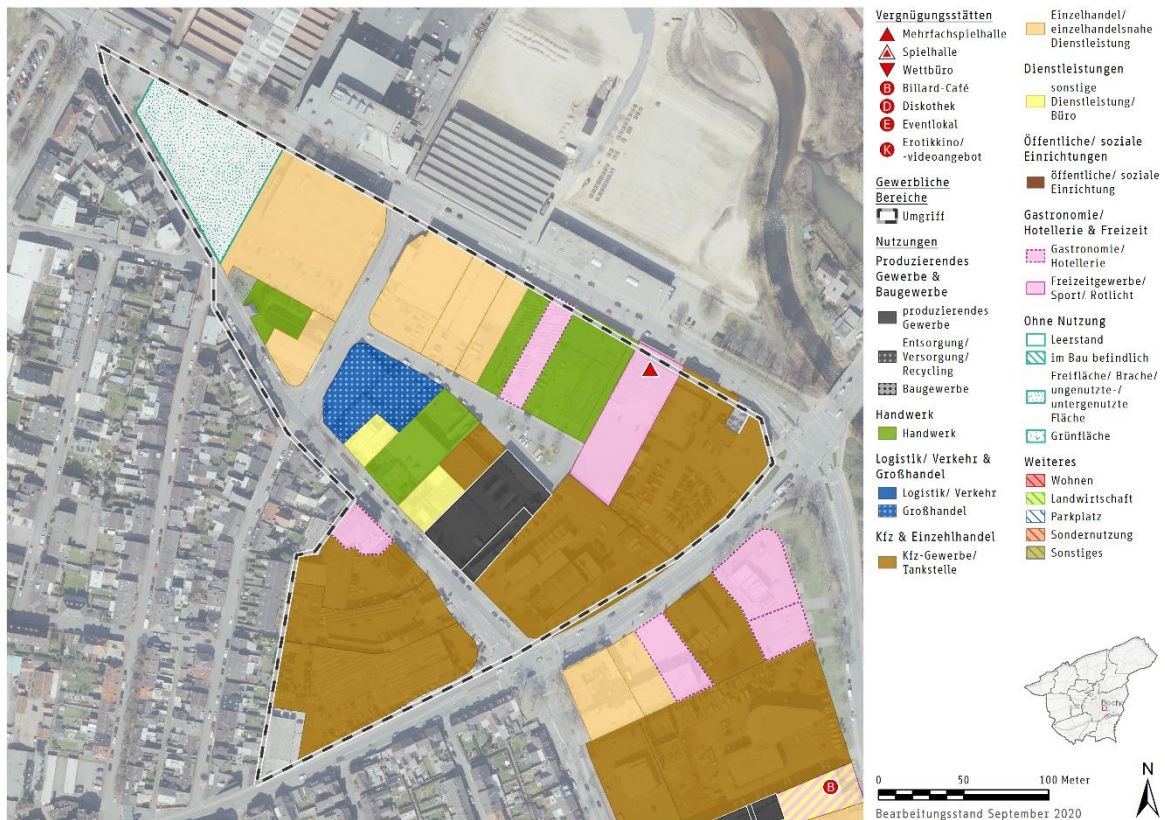 Vergnügungsstätten
Mehrfachspielhalle
Spielhalle
Wettbüro
B Billard-Café
D Diskothek
E Eventlokal
K Erotikkino/
-videoangebot
Gewerbliche
Bereiche
Umgriff
Nutzungen
Produzierendes
Gewerbe &
Baugewerbe
produzierendes
Gewerbe
Entsorgung/
Versorgung/
Recycling
Baugewerbe
Handwerk
Handwerk
Logistik/ Verkehr &
Großhandel
Logistik/ Verkehr
Großhandel
Kfz & Einzelhandel
Kfz-Gewerbe/
Tankstelle
Einzelhandel/
einzelhandelsnahe
Dienstleistung
Dienstleistungen
sonstige
Dienstleistung/
Büro
Öffentliche/ soziale
Einrichtungen
öffentliche/ soziale
Einrichtung
Gastronomie/
Hotellerie & Freizeit
Gastronomie/
Hotellerie
Freizeitgewerbe/
Sport/ Rotlicht
Ohne Nutzung
Leerstand
im Bau befindlich
Freifläche/ Brache/
ungenutzte-/
untergenutzte
Fläche
Grünfläche
Weiteres
Wohnen
Landwirtschaft
Parkplatz
Sondernutzung
Sonstiges
B
0 50 100 Meter
N
Bearbeitungsstand September 2020